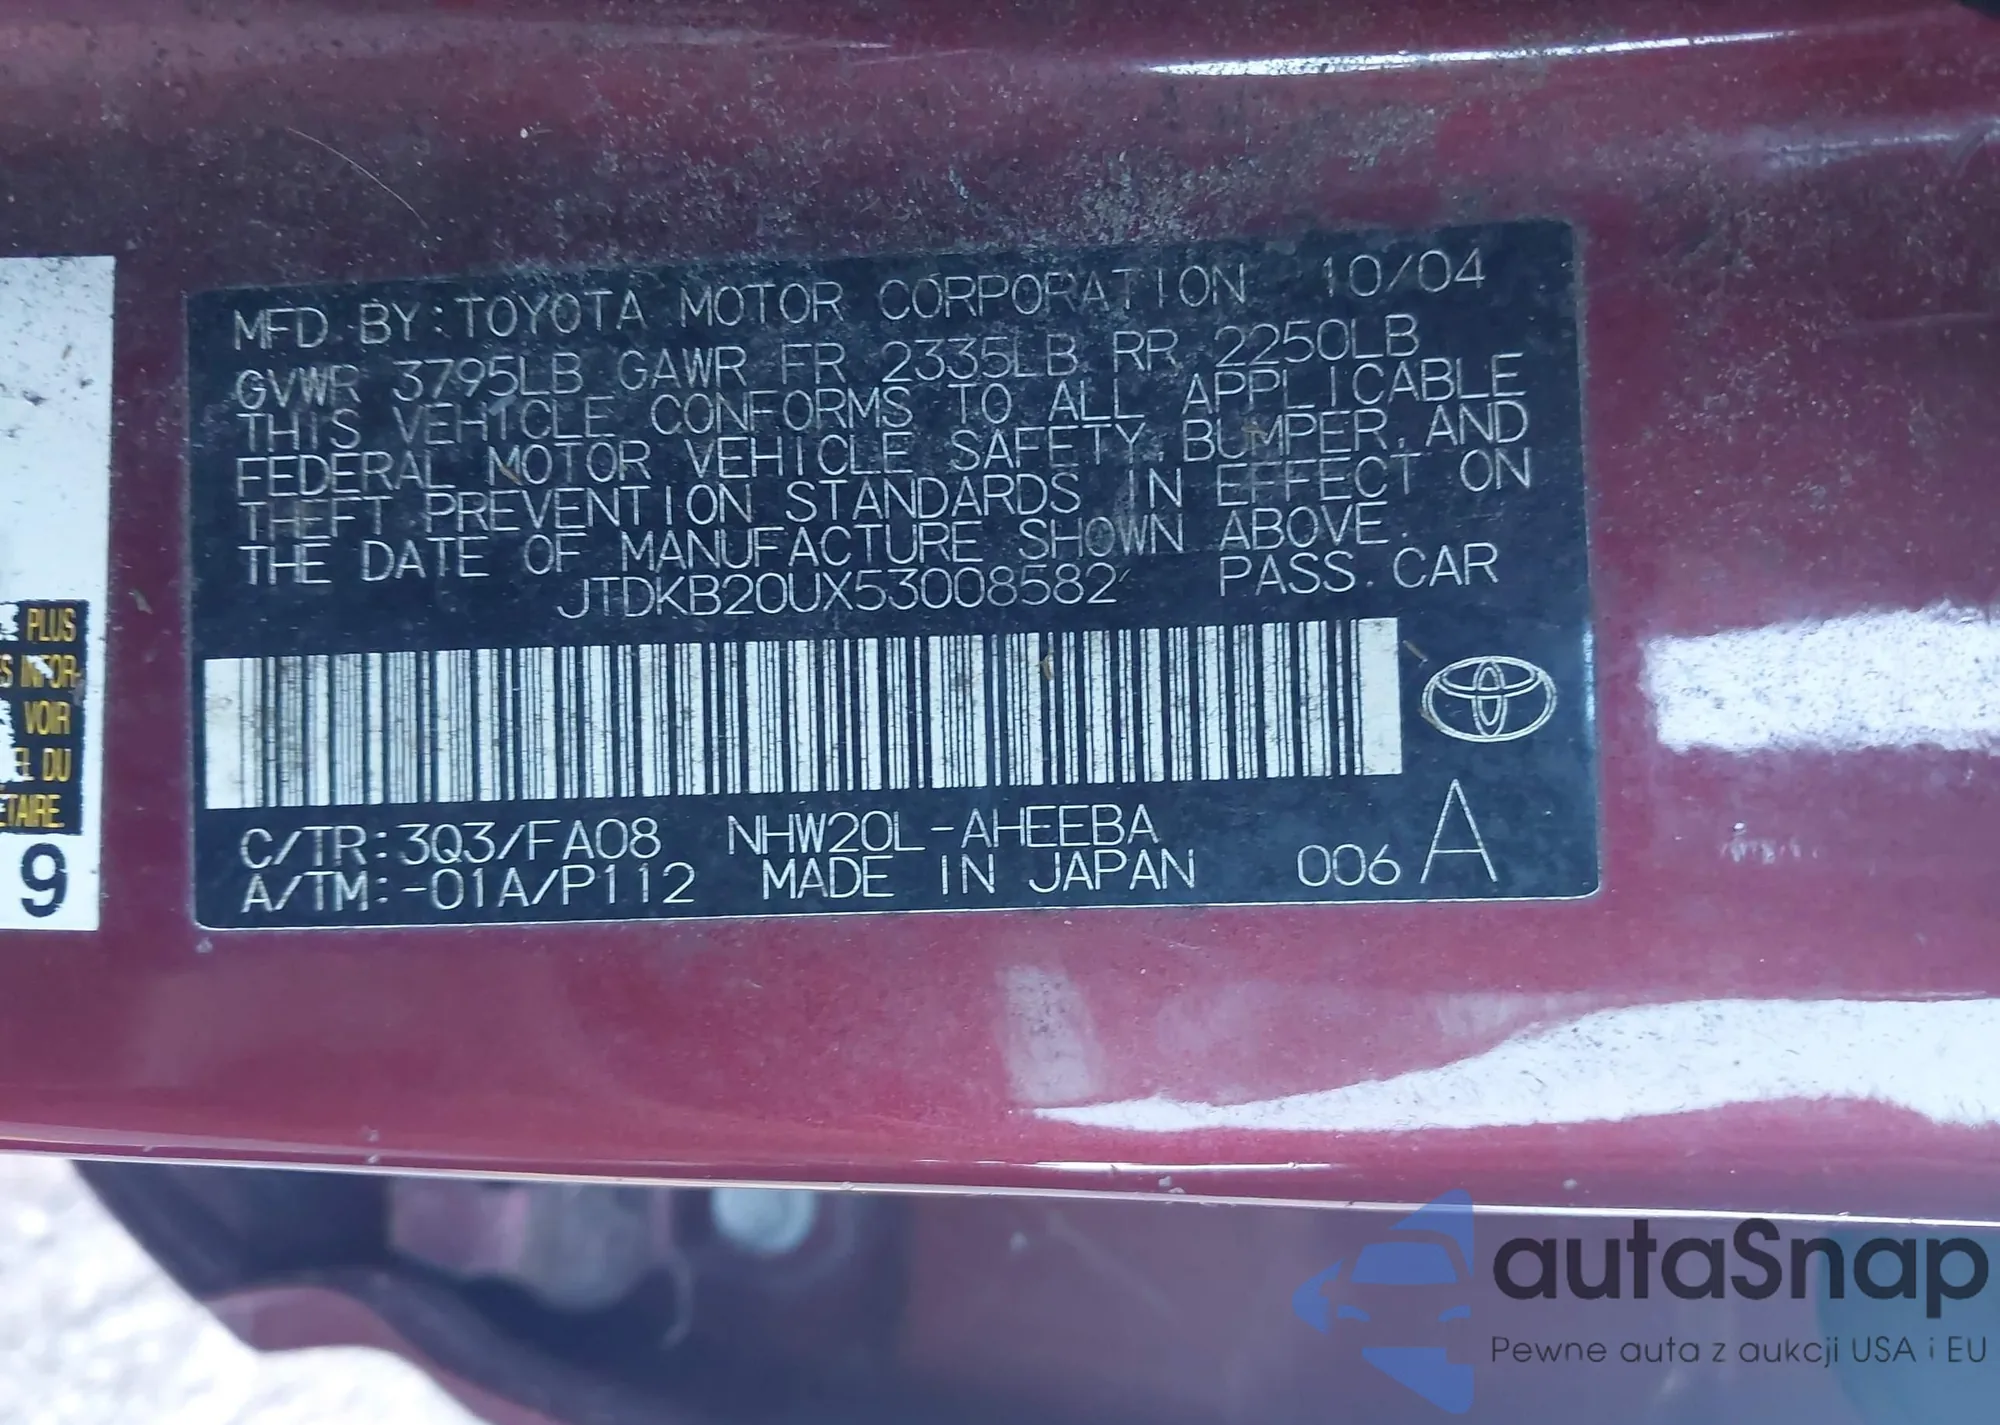 MFD. BY: TOYOTA MOTOR CORPORATION 10/04
GVWR 3795LB GAWR FR 2335LB RR 2250LB
THIS VEHICLE CONFORMS TO ALL APPLICABLE
FEDERAL MOTOR VEHICLE SAFETY, BUMPER, AND
THEFT PREVENTION STANDARDS IN EFFECT ON
THE DATE OF MANUFACTURE SHOWN ABOVE.
JTDKB20UX53008582 PASS. CAR
C/TR: 3Q3/FA08 NHW20L-AHEEBA
A/TM: -01A/P112 MADE IN JAPAN 006 A
PLUS
INFOR-
VOIR
DU
9
autaSnap
Pewne auta z aukcji USA i EU